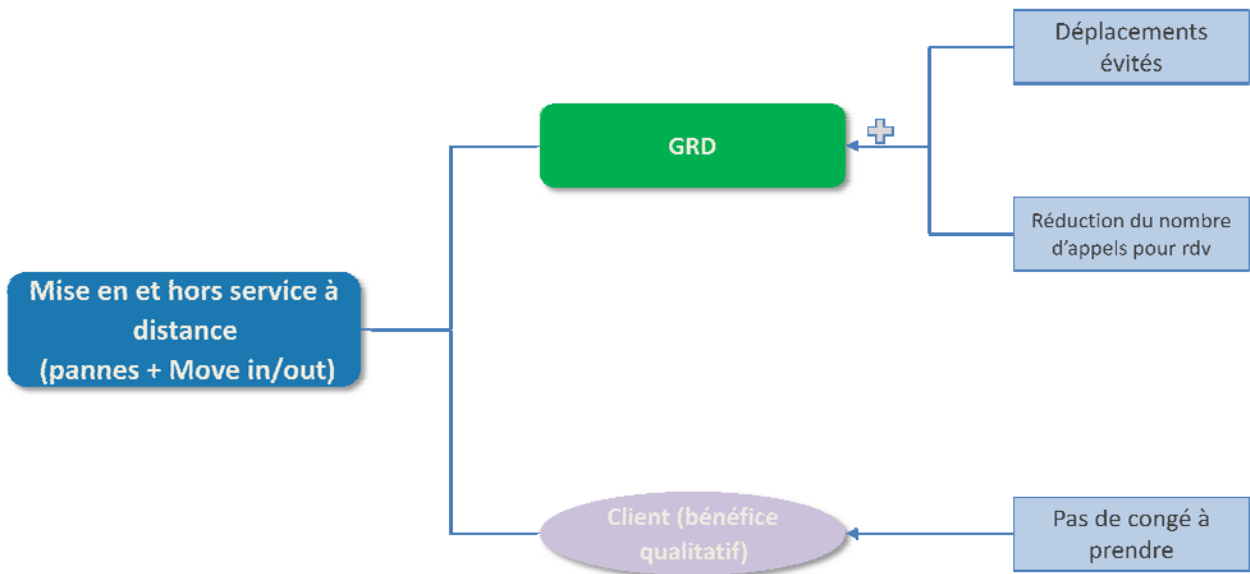 Déplacements
évités
GRD
Réduction du nombre
d'appels pour rdv
Mise en et hors service à
distance
(pannes + Move in/out)
Client (bénéfice
qualitatif)
Pas de congé à
prendre